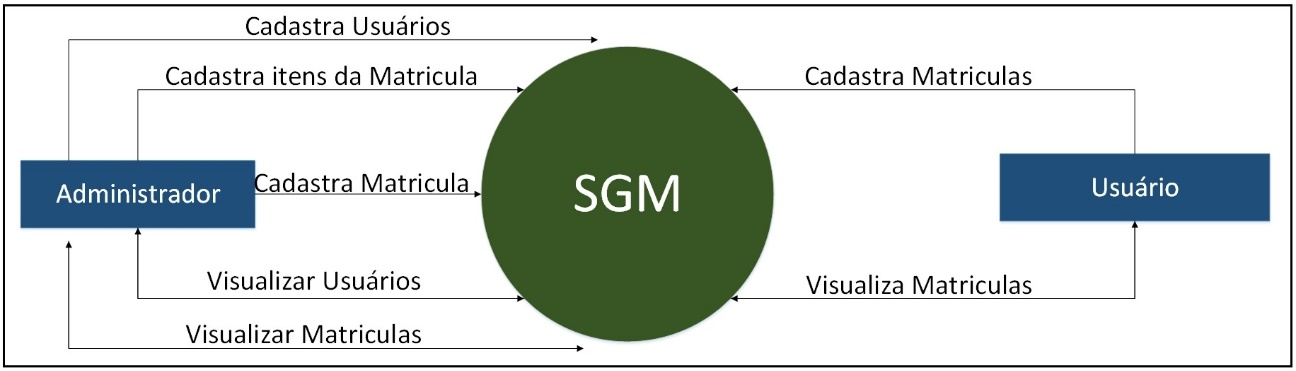 Cadastra Usuários
Cadastra itens da Matricula
Cadastra Matriculas
Administrador
Cadastra Matricula
SGM
Usuário
Visualizar Usuários
Visualiza Matriculas
Visualizar Matriculas